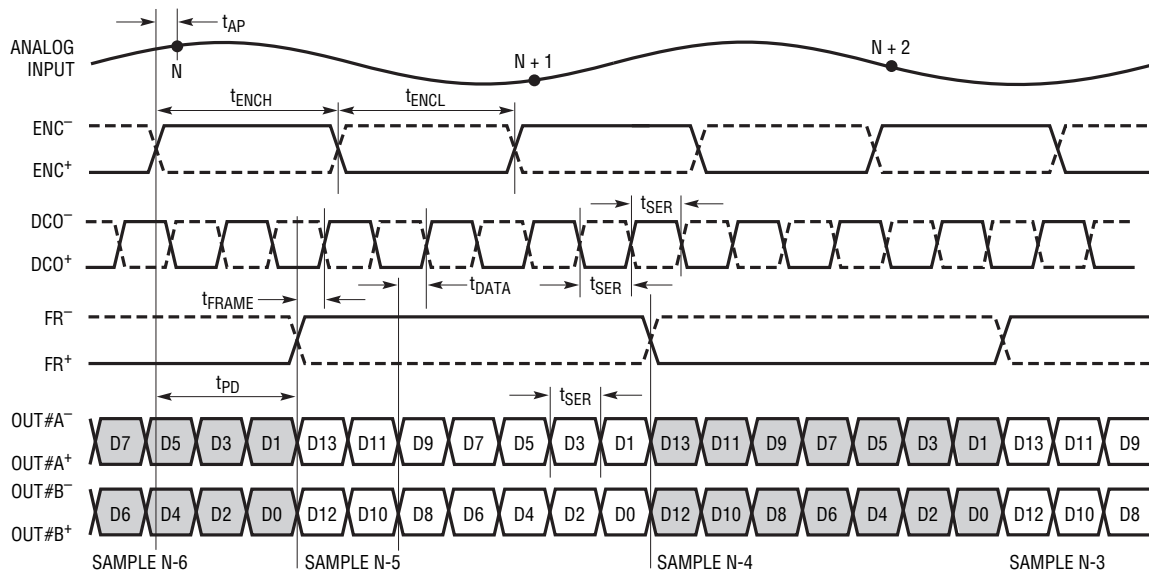 tAP
ANALOG INPUT
N
N + 1
N + 2
tENCH
tENCL
ENC–
ENC+
DCO–
DCO+
tSER
tFRAME
tDATA
tSER
FR–
FR+
tPD
tSER
OUT#A–
OUT#A+
D7 D5 D3 D1 D13 D11 D9 D7 D5 D3 D1 D13 D11 D9 D7 D5 D3 D1 D13 D11 D9
OUT#B–
OUT#B+
D6 D4 D2 D0 D12 D10 D8 D6 D4 D2 D0 D12 D10 D8 D6 D4 D2 D0 D12 D10 D8
SAMPLE N-6 SAMPLE N-5 SAMPLE N-4 SAMPLE N-3